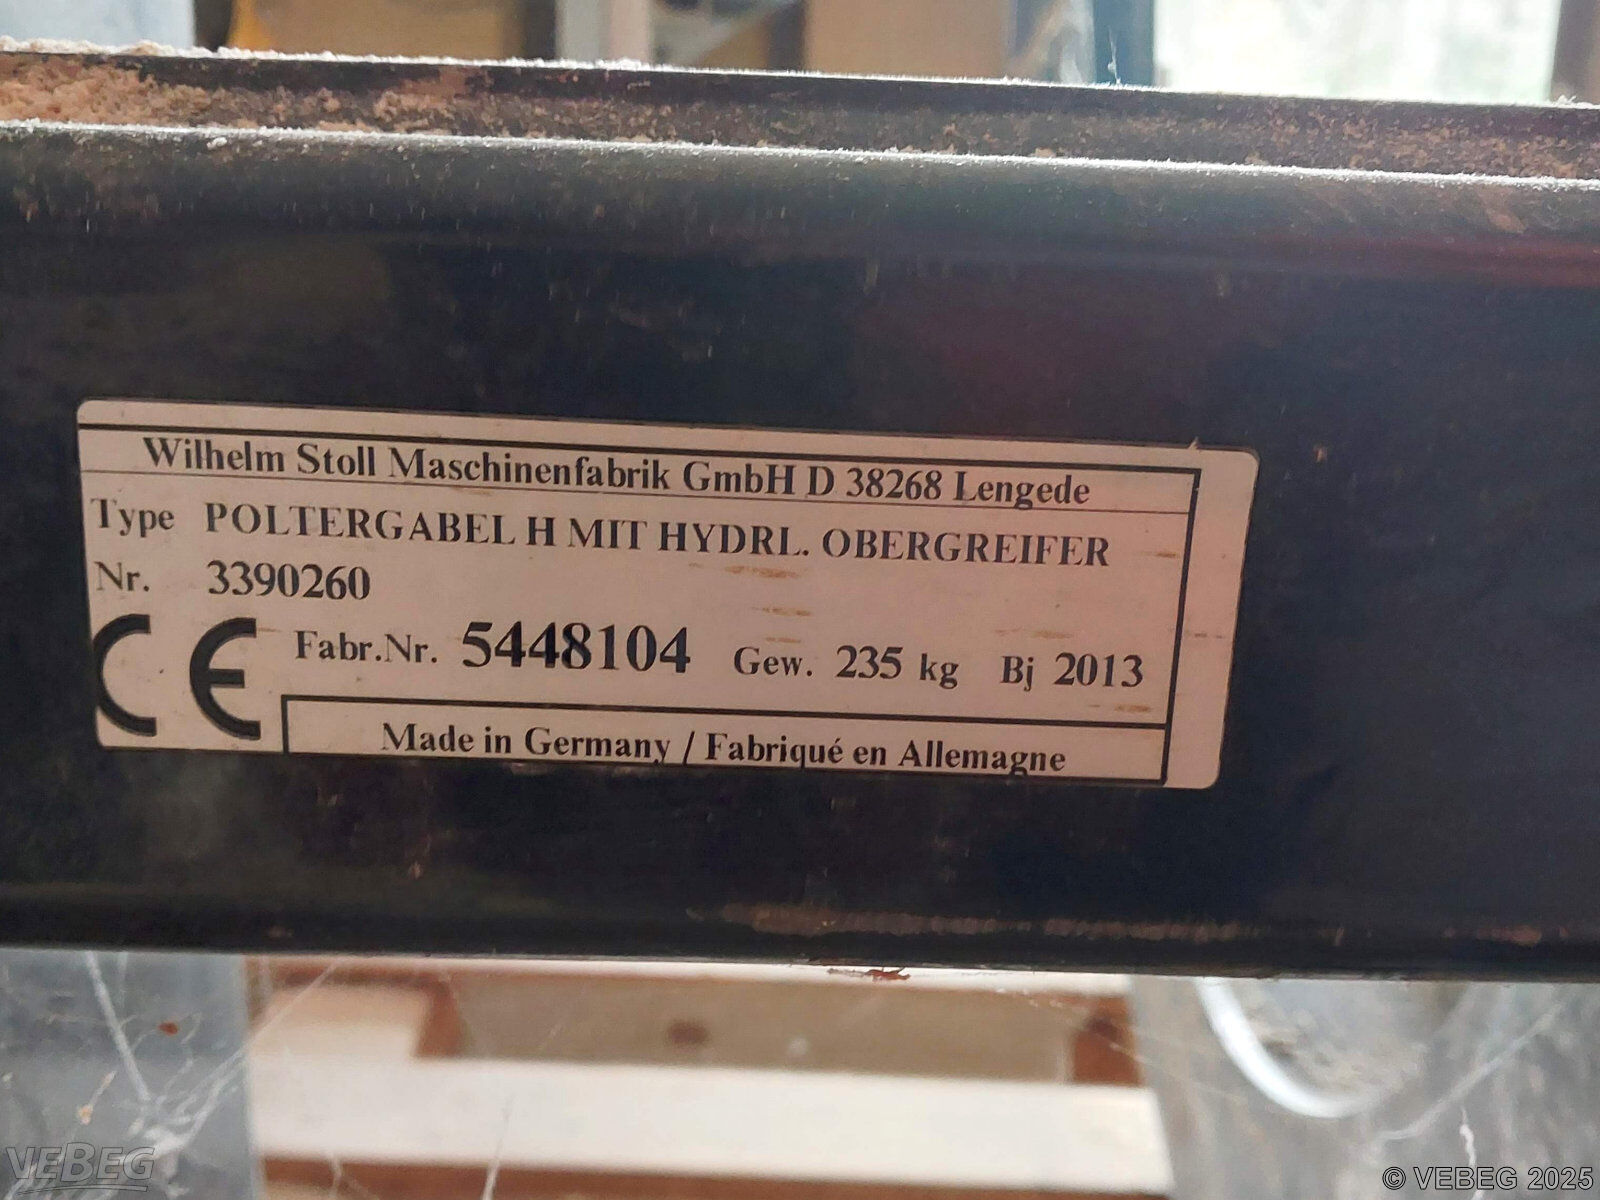 Wilhelm Stoll Maschinenfabrik GmbH D 38268 Lengede
Type POLTERGABEL H MIT HYDRL. OBERGREIFER
Nr. 3390260
CE Fabr.Nr. 5448104 Gew. 235 kg Bj 2013
Made in Germany / Fabriqué en Allemagne
VEBEG
© VEBEG 2025